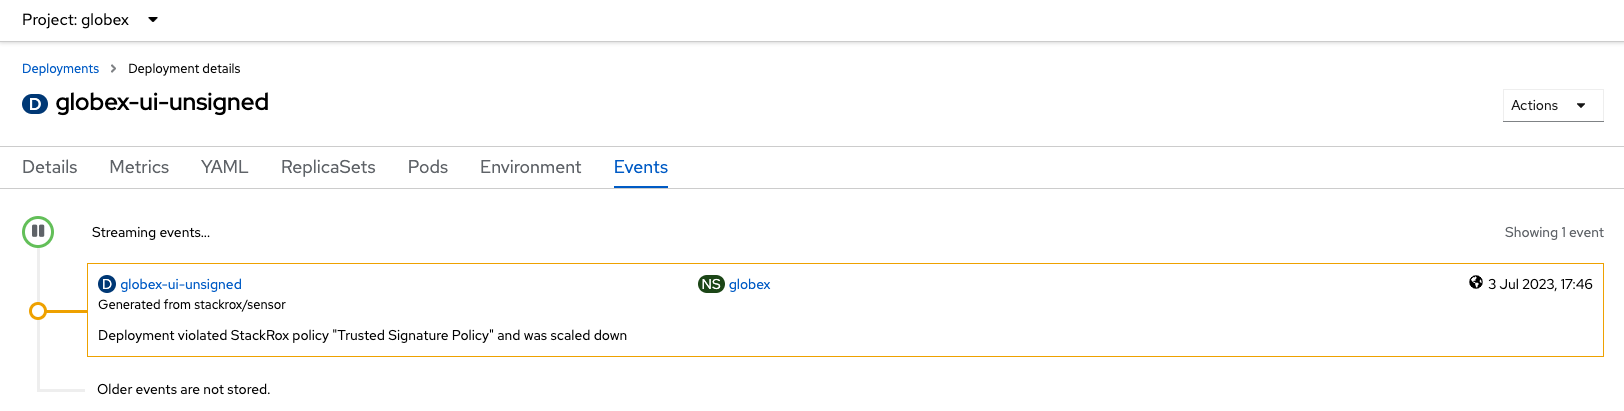 Project: globex
Deployments > Deployment details
D globex-ui-unsigned
Actions
Details Metrics YAML ReplicaSets Pods Environment Events
Streaming events...
Showing 1 event
D globex-ui-unsigned NS globex 3 Jul 2023, 17:46
Generated from stackrox/sensor
Deployment violated StackRox policy "Trusted Signature Policy" and was scaled down
Older events are not stored.